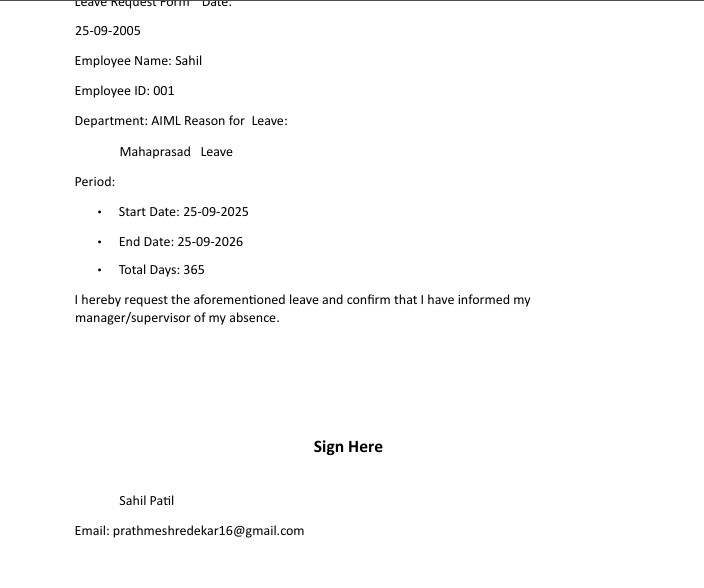 Leave Request Form Date:
25-09-2005
Employee Name: Sahil
Employee ID: 001
Department: AIML Reason for Leave:
Mahaprasad Leave
Period:
• Start Date: 25-09-2025
• End Date: 25-09-2026
• Total Days: 365
I hereby request the aforementioned leave and confirm that I have informed my
manager/supervisor of my absence.
Sign Here
Sahil Patil
Email: prathmeshredekar16@gmail.com